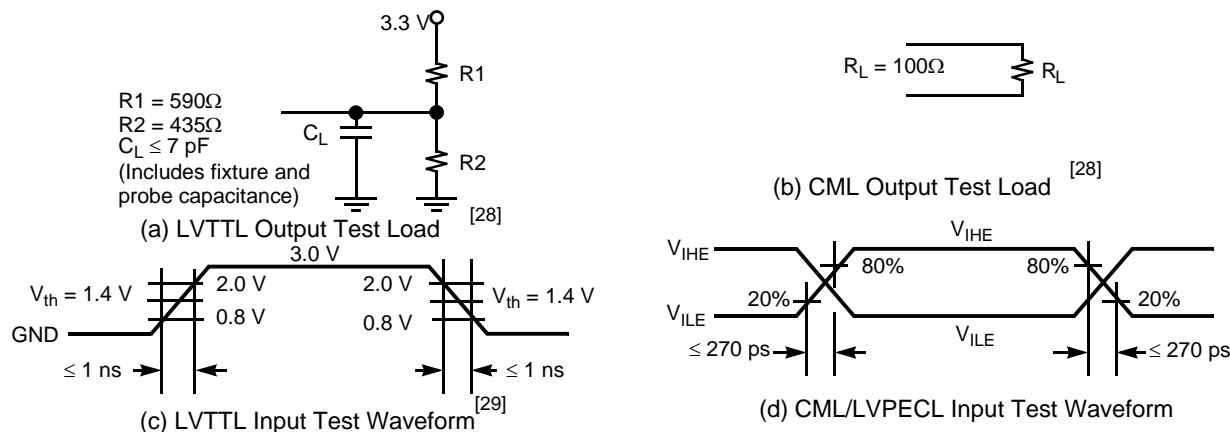 3.3 V
R1
R1 = 590Ω
R2 = 435Ω
C_L ≤ 7 pF
(Includes fixture and
probe capacitance)
C_L
R2
(a) LVTTL Output Test Load [28]
R_L = 100Ω
R_L
(b) CML Output Test Load [28]
3.0 V
2.0 V
2.0 V
V_th = 1.4 V
V_th = 1.4 V
0.8 V
0.8 V
GND
≤ 1 ns
≤ 1 ns
(c) LVTTL Input Test Waveform [29]
V_IHE
V_IHE
80%
80%
20%
20%
V_ILE
V_ILE
≤ 270 ps
≤ 270 ps
(d) CML/LVPECL Input Test Waveform